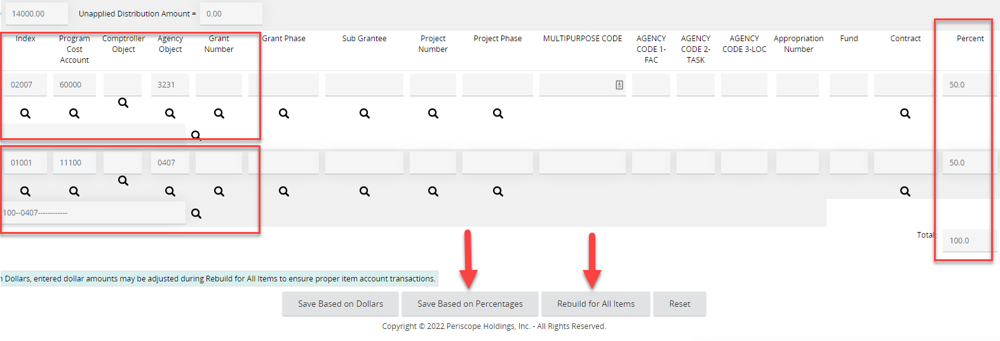 = 14000.00 Unapplied Distribution Amount = 0.00
Index Program Cost Account Comptroller Object Agency Object Grant Number Grant Phase Sub Grantee Project Number Project Phase MULTIPURPOSE CODE AGENCY CODE 1-FAC AGENCY CODE 2-TASK AGENCY CODE 3-LOC Appropriation Number Fund Contract Percent
02007 60000 3231 50.0
01001 11100 0407 50.0
100--0407------------
Total: 100.0
n Dollars, entered dollar amounts may be adjusted during Rebuild for All Items to ensure proper item account transactions.
Save Based on Dollars Save Based on Percentages Rebuild for All Items Reset
Copyright © 2022 Periscope Holdings, Inc. - All Rights Reserved.